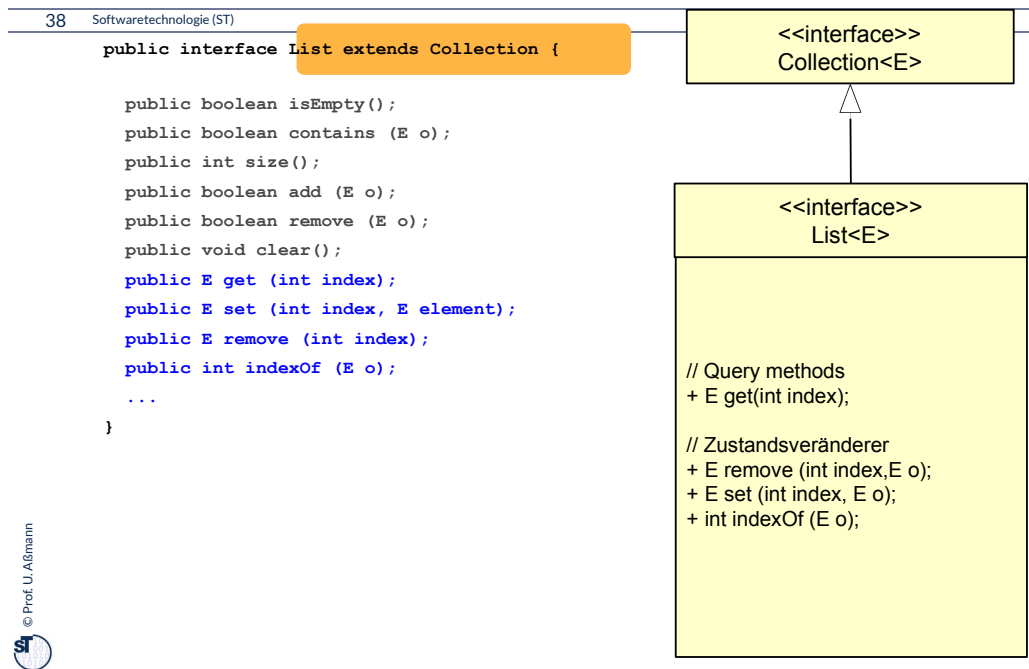 38
Softwaretechnologie (ST)
public interface List extends Collection {
public boolean isEmpty();
public boolean contains (E o);
public int size();
public boolean add (E o);
public boolean remove (E o);
public void clear();
public E get (int index);
public E set (int index, E element);
public E remove (int index);
public int indexOf (E o);
...
}
<<interface>>
Collection<E>
<<interface>>
List<E>
// Query methods
+ E get(int index);
// Zustandsveränderer
+ E remove (int index,E o);
+ E set (int index, E o);
+ int indexOf (E o);
© Prof. U. Aßmann
ST